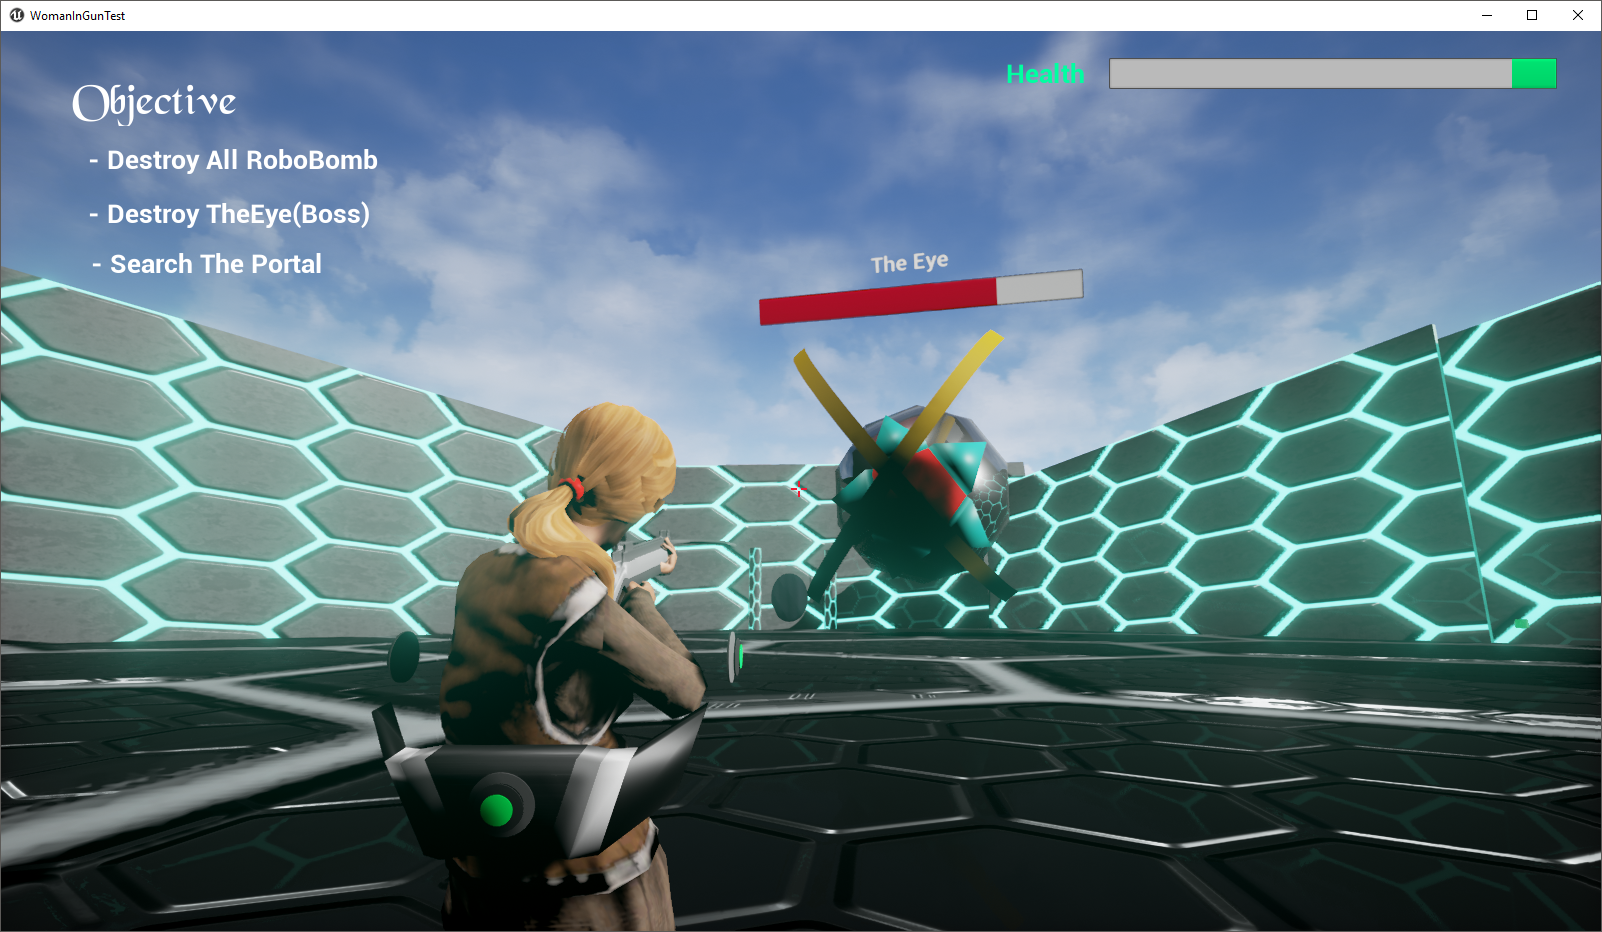 WomanInGunTest
Objective
Health
- Destroy All RoboBomb
- Destroy TheEye(Boss)
- Search The Portal
The Eye